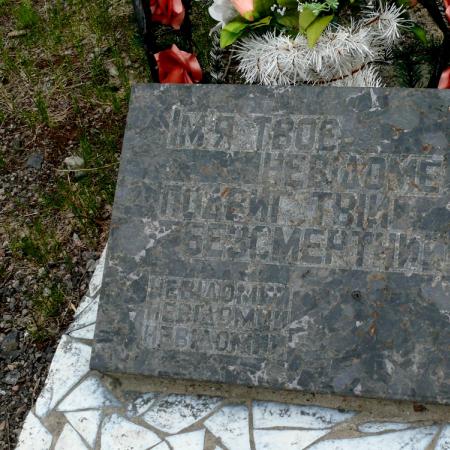 ІМ'Я ТВОЄ
НЕВІДОМЕ
ПОДВИГ ТВІЙ
БЕЗСМЕРТНИЙ
НЕВІДОМИЙ
НЕВІДОМИЙ
НЕВІДОМИЙ